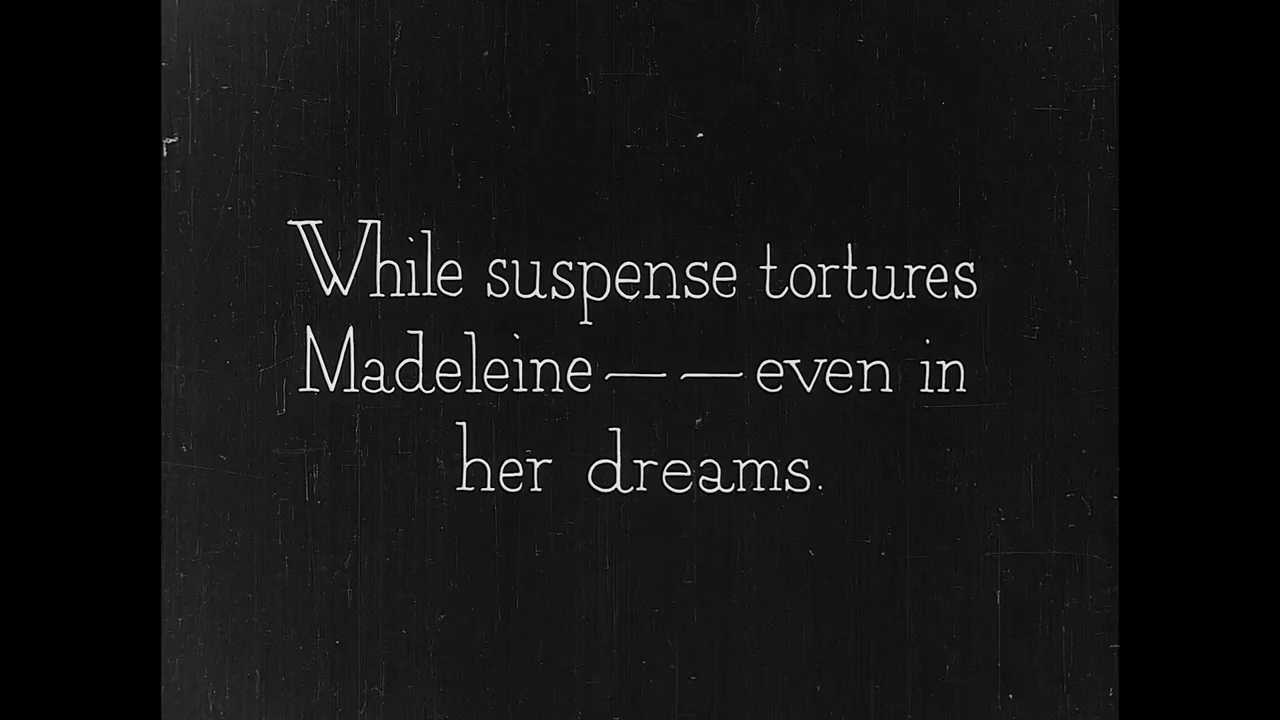 While suspense tortures
Madeleine — — even in
her dreams.